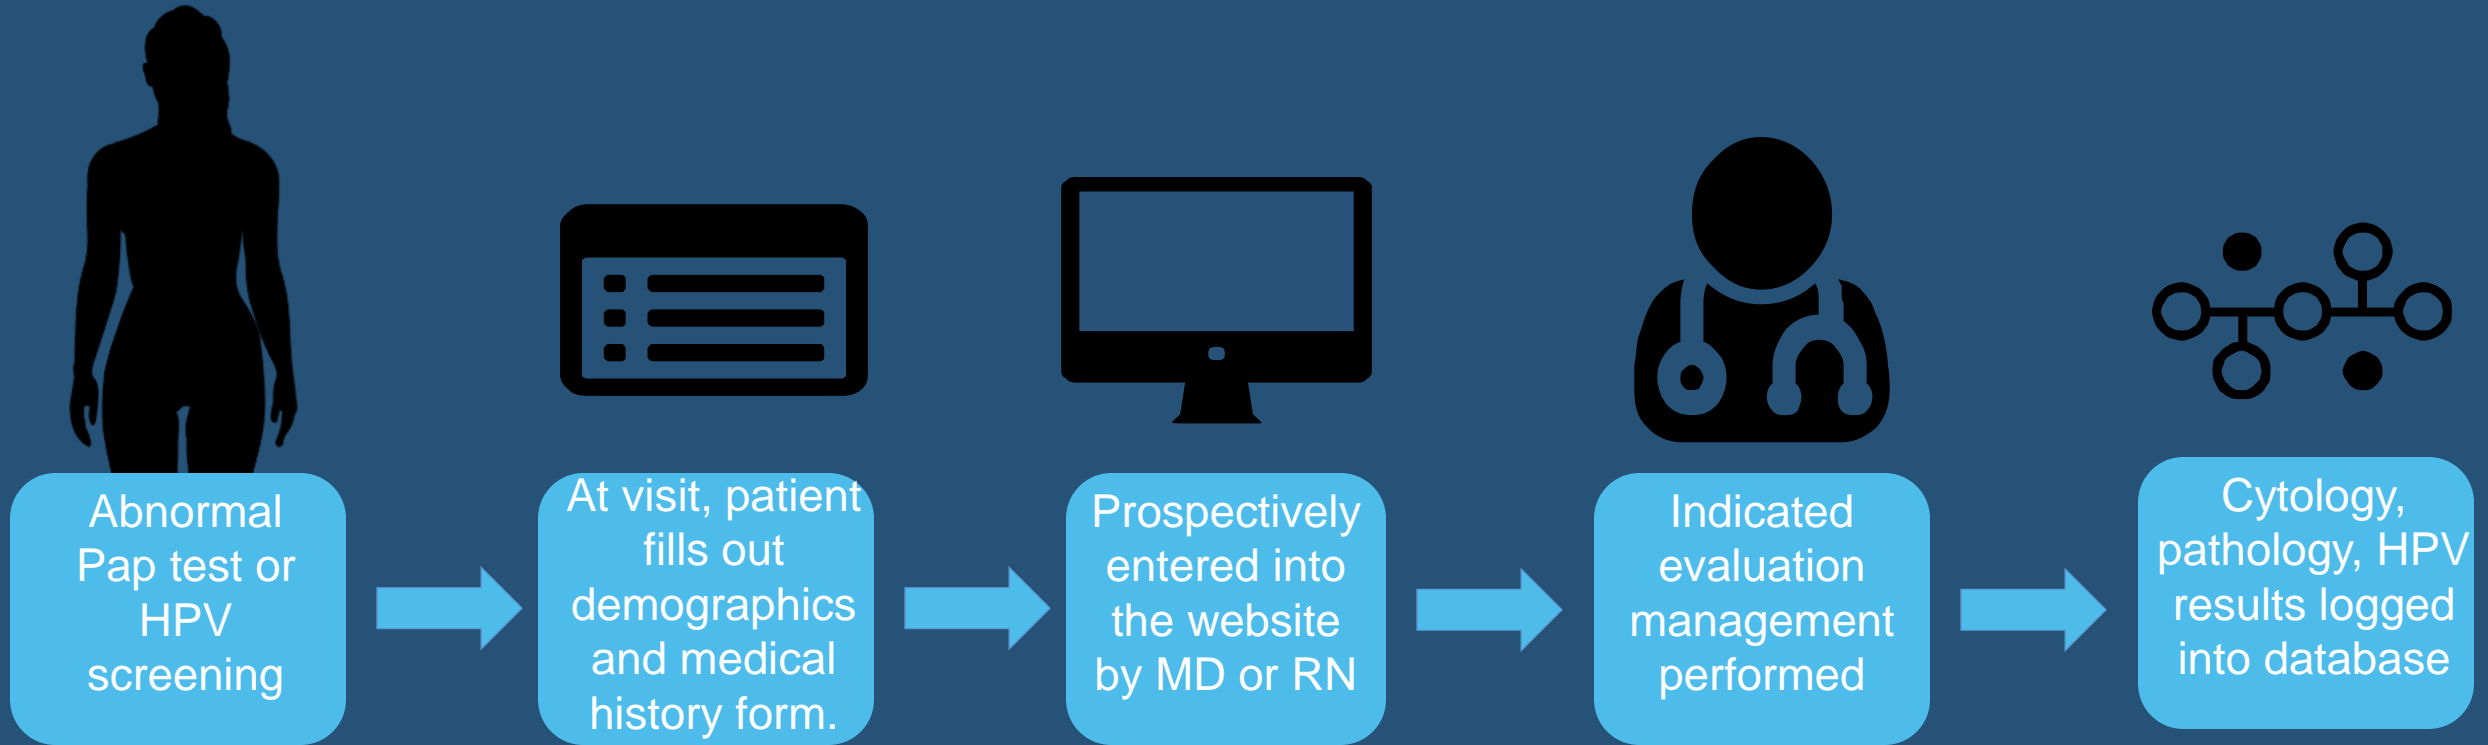 Abnormal
Pap test or
HPV
screening
At visit, patient
fills out
demographics
and medical
history form.
Prospectively
entered into
the website
by MD or RN
Indicated
evaluation
management
performed
Cytology,
pathology, HPV
results logged
into database